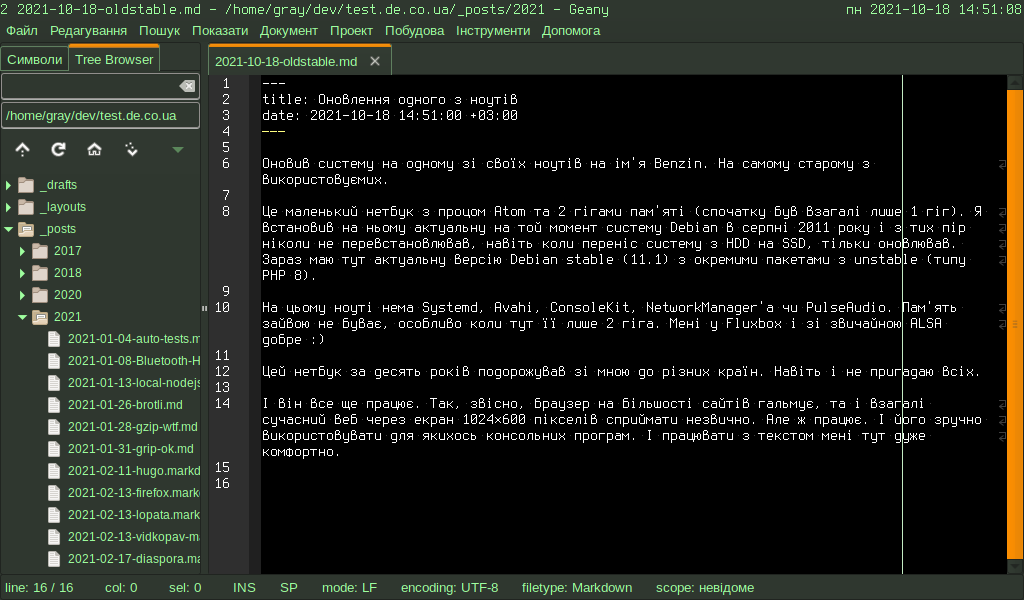 2 2021-10-18-oldstable.md – /home/gray/dev/test.de.co.ua/_posts/2021 – Geany
пн 2021-10-18 14:51:08
Файл Редагування Пошук Показати Документ Проект Побудова Інструменти Допомога
Символи Tree Browser
2021-10-18-oldstable.md
/home/gray/dev/test.de.co.ua
_drafts
_layouts
_posts
2017
2018
2020
2021
2021-01-04-auto-tests.m
2021-01-08-Bluetooth-H
2021-01-13-local-nodejs
2021-01-26-brotli.md
2021-01-28-gzip-wtf.md
2021-01-31-grip-ok.md
2021-02-11-hugo.markd
2021-02-13-firefox.mark
2021-02-13-lopata.mark
2021-02-13-vidkopav-ma
2021-02-17-diaspora.ma
1 ---
2 title: Оновлення одного з ноутів
3 date: 2021-10-18 14:51:00 +03:00
4 ---
5
6 Оновив систему на одному зі своїх ноутів на ім'я Benzin. На самому старому з
використовуємих.
7
8 Це маленький нетбук з процом Atom та 2 гігами пам'яті (спочатку був взагалі лише 1 гіг). Я
встановив на ньому актуальну на той момент систему Debian в серпні 2011 року і з тих пір
ніколи не перевстановлював, навіть коли переніс систему з HDD на SSD, тільки оновлював.
Зараз маю тут актуальну версію Debian stable (11.1) з окремими пакетами з unstable (типу
PHP 8).
9
10 На цьому ноуті нема Systemd, Avahi, ConsoleKit, NetworkManager'а чи PulseAudio. Пам'ять
зайвою не буває, особливо коли тут її лише 2 гіга. Мені у Fluxbox і зі звичайною ALSA
добре :)
11
12 Цей нетбук за десять років подорожував зі мною до різних країн. Навіть і не пригадаю всіх.
13
14 І він все ще працює. Так, звісно, браузер на більшості сайтів гальмує, та і взагалі
сучасний веб через екран 1024×600 пікселів сприймати незвично. Але ж працює. І його зручно
використовувати для якихось консольних програм. І працювати з текстом мені тут дуже
комфортно.
15
16
line: 16 / 16 col: 0 sel: 0 INS SP mode: LF encoding: UTF-8 filetype: Markdown scope: невідоме